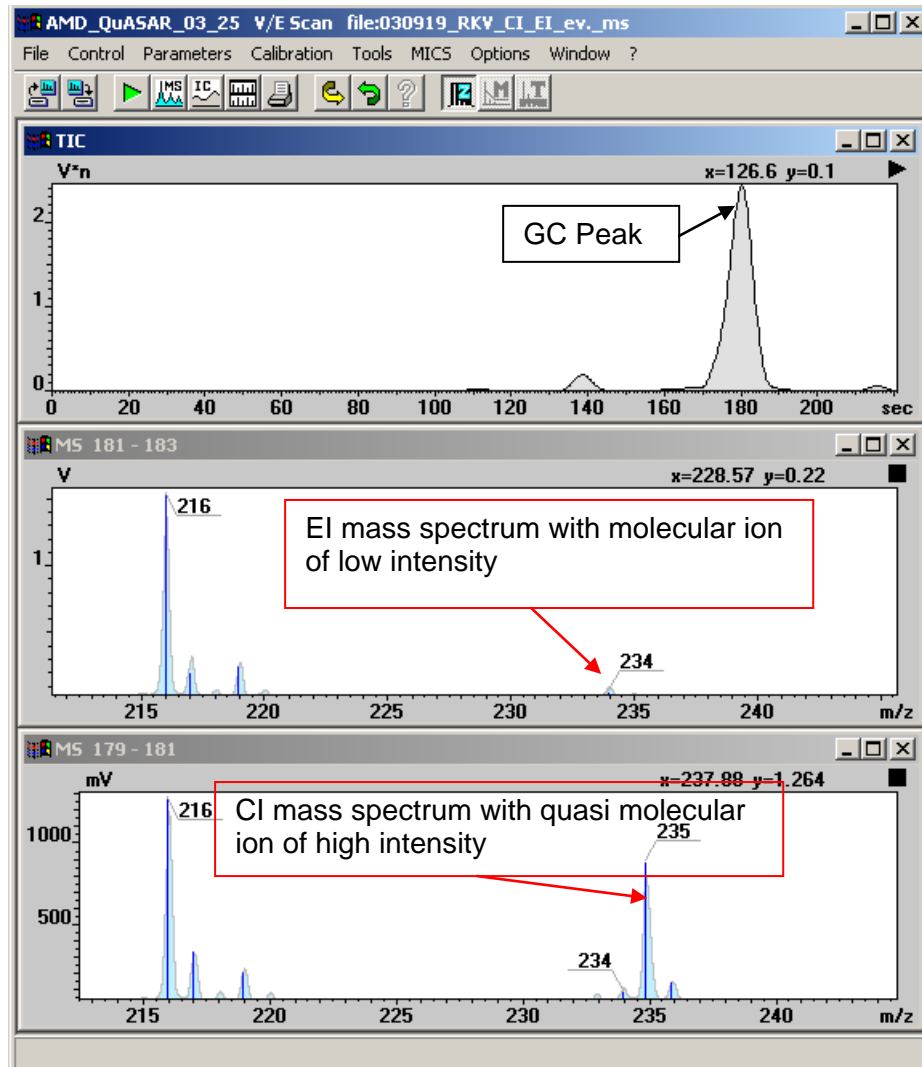 AMD_QuASAR_03_25 V/E Scan file:030919_RKV_CI_EI_ev._ms
File Control Parameters Calibration Tools MICS Options Window ?
MS IC
Z M T
TIC
V*n x=126.6 y=0.1
GC Peak
2
1
0
0 20 40 60 80 100 120 140 160 180 200 sec
MS 181 - 183
V x=228.57 y=0.22
216
EI mass spectrum with molecular ion
of low intensity
1
234
215 220 225 230 235 240 m/z
MS 179 - 181
mV x=237.88 y=1.264
216 CI mass spectrum with quasi molecular
ion of high intensity
235
1000
500
234
215 220 225 230 235 240 m/z